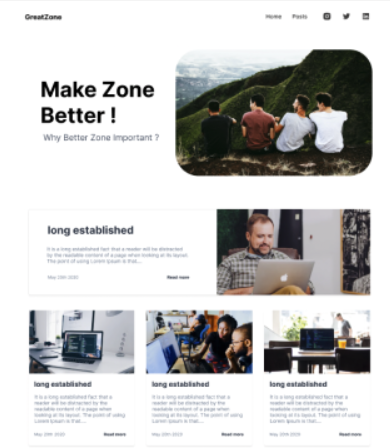 GreatZone
Home Posts
Make Zone
Better !
Why Better Zone Important ?
long established
It is a long established fact that a reader will be distracted
by the readable content of a page when looking at its layout.
The point of using Lorem Ipsum is that...
May 20th 2020
Read more
long established
It is a long established fact that a
reader will be distracted by the
readable content of a page when
looking at its layout. The point of using
Lorem Ipsum is that...
May 20th 2020
Read more
long established
It is a long established fact that a
reader will be distracted by the
readable content of a page when
looking at its layout. The point of using
Lorem Ipsum is that...
May 20th 2020
Read more
long established
It is a long established fact that a
reader will be distracted by the
readable content of a page when
looking at its layout. The point of using
Lorem Ipsum is that...
May 20th 2020
Read more